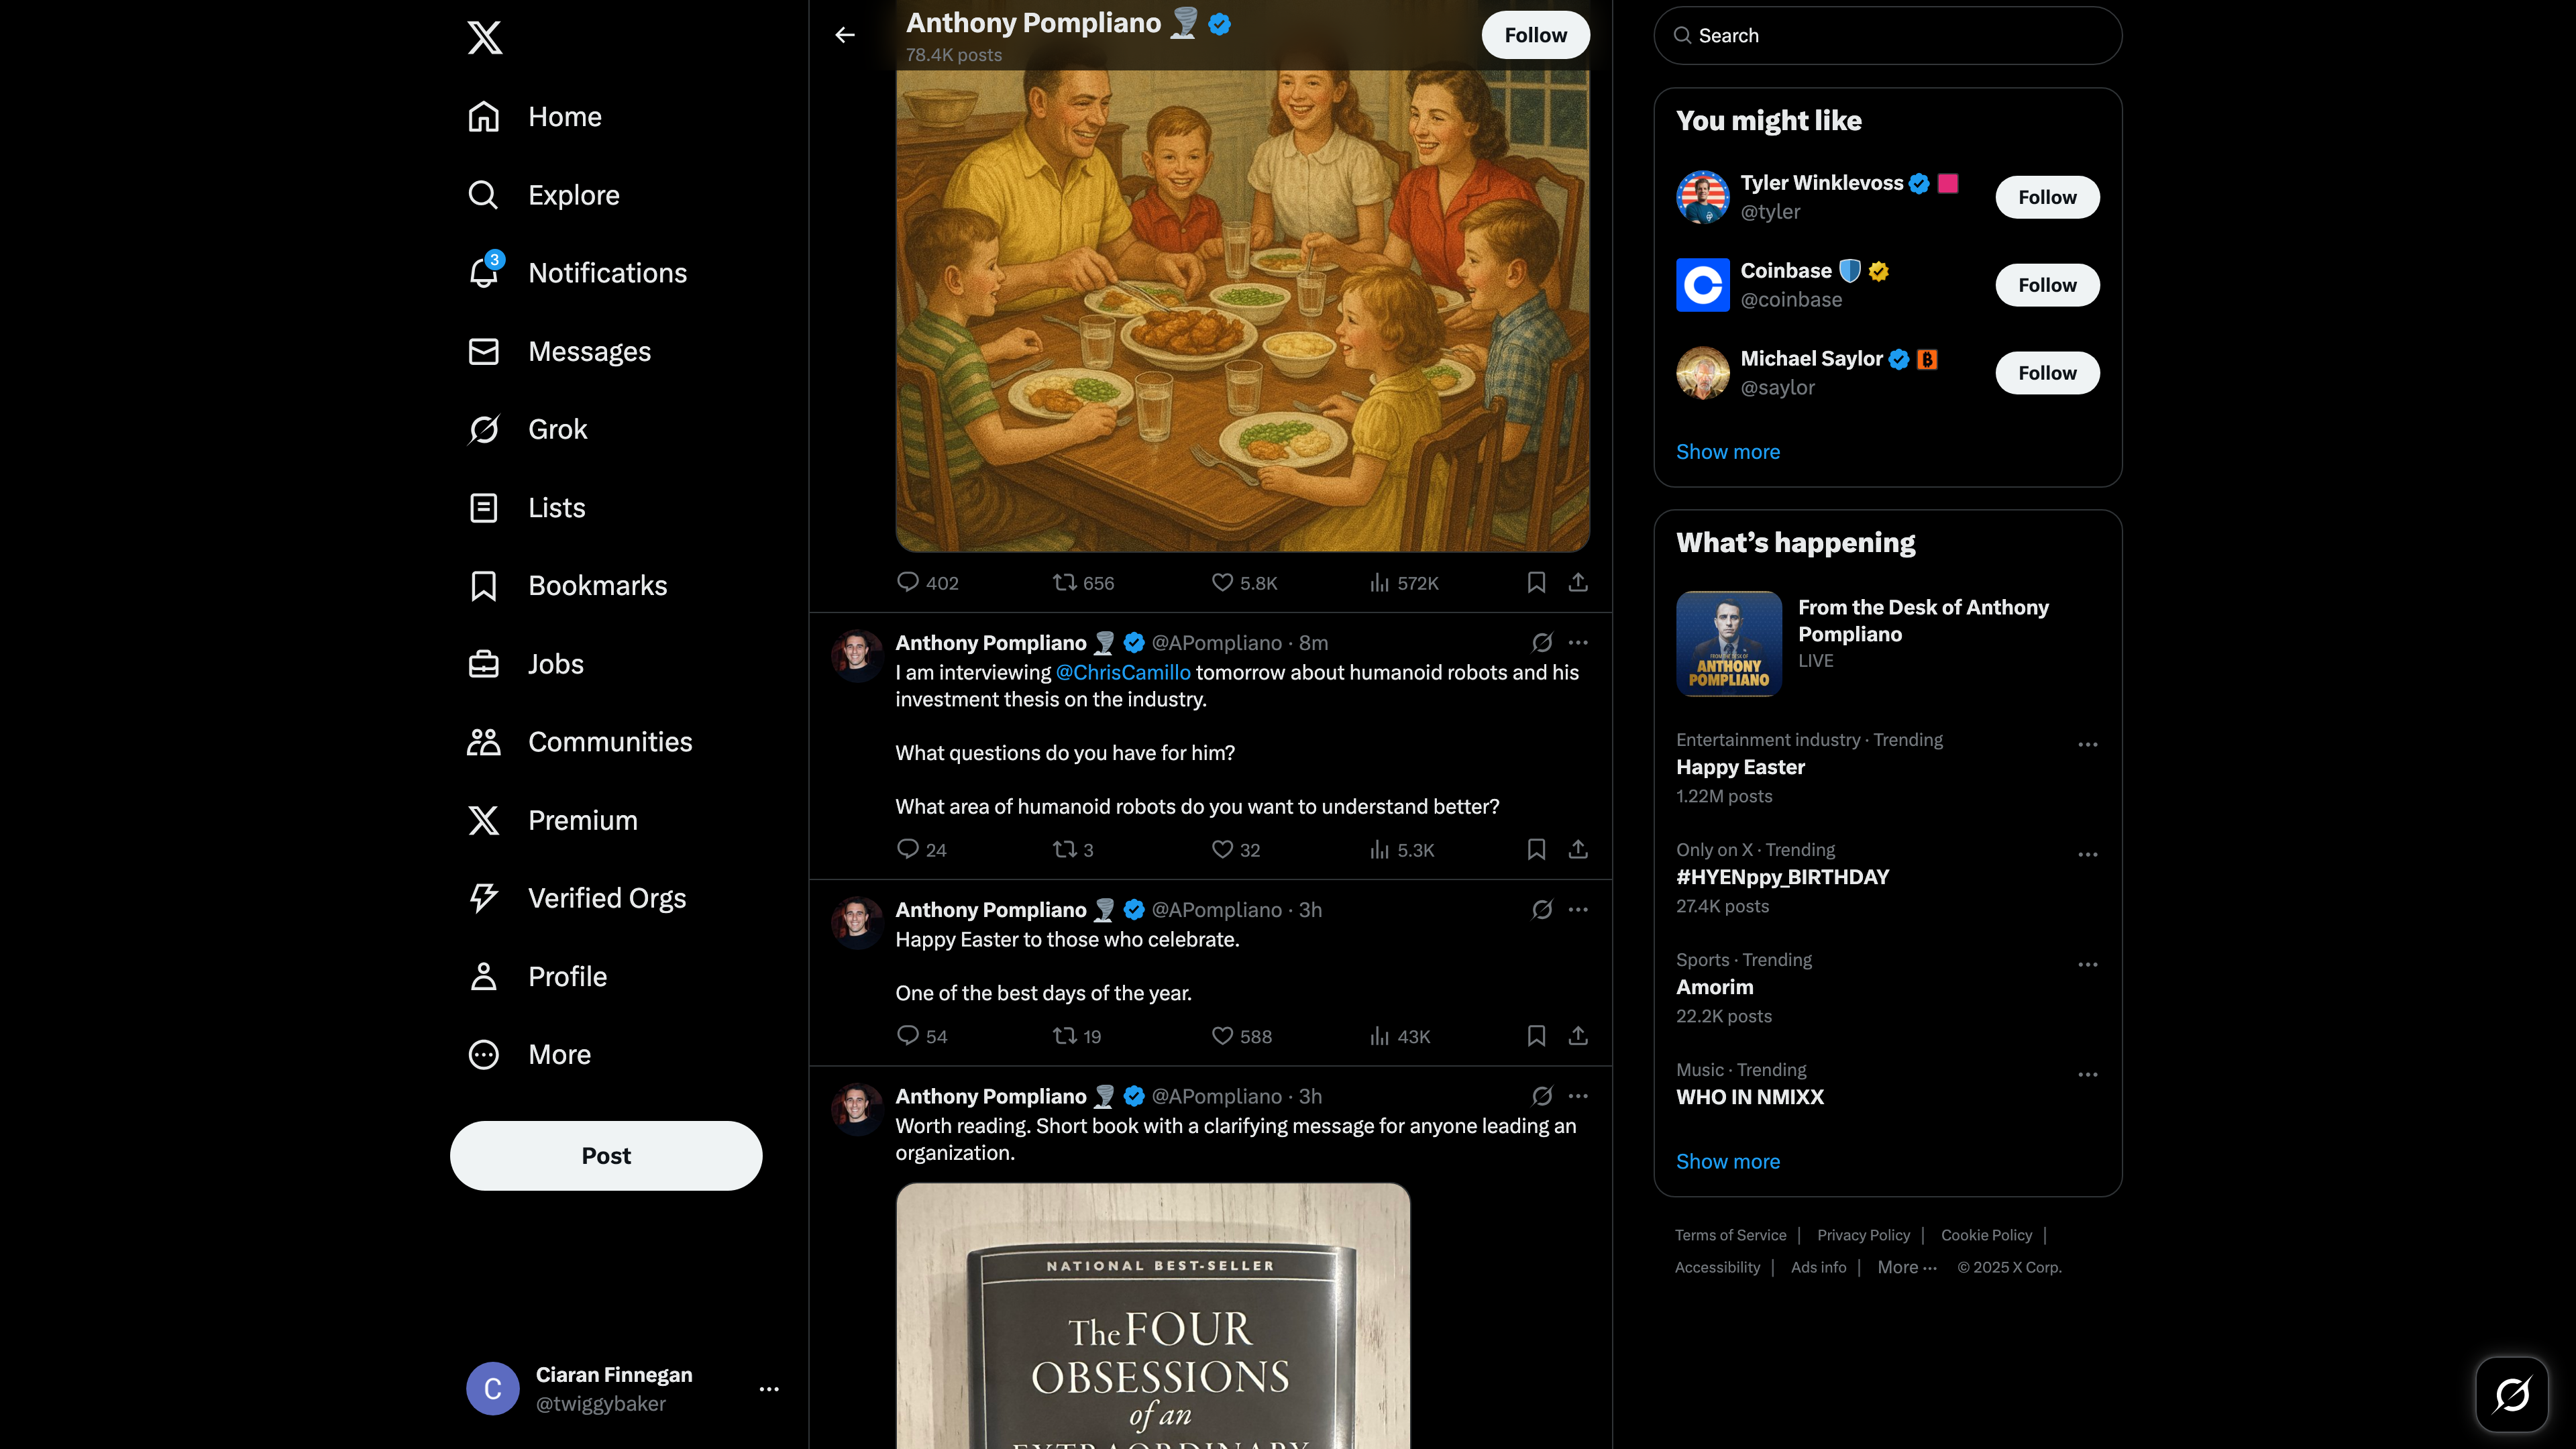 Home
Explore
3
Notifications
Messages
Grok
Lists
Bookmarks
Jobs
Communities
Premium
Verified Orgs
Profile
More
Post
C
Ciaran Finnegan
@twiggybaker
Anthony Pompliano
78.4K posts
Follow
402 656 5.8K 572K
Anthony Pompliano @APompliano · 8m
I am interviewing @ChrisCamillo tomorrow about humanoid robots and his
investment thesis on the industry.
What questions do you have for him?
What area of humanoid robots do you want to understand better?
24 3 32 5.3K
Anthony Pompliano @APompliano · 3h
Happy Easter to those who celebrate.
One of the best days of the year.
54 19 588 43K
Anthony Pompliano @APompliano · 3h
Worth reading. Short book with a clarifying message for anyone leading an
organization.
NATIONAL BEST-SELLER
The FOUR
OBSESSIONS
of an
EXTRAORDINARY
Search
You might like
Tyler Winklevoss
@tyler
Follow
Coinbase
@coinbase
Follow
Michael Saylor
@saylor
Follow
Show more
What's happening
FROM THE DESK OF
ANTHONY
POMPLIANO
From the Desk of Anthony
Pompliano
LIVE
Entertainment industry · Trending
Happy Easter
1.22M posts
Only on X · Trending
#HYENppy_BIRTHDAY
27.4K posts
Sports · Trending
Amorim
22.2K posts
Music · Trending
WHO IN NMIXX
Show more
Terms of Service | Privacy Policy | Cookie Policy |
Accessibility | Ads info | More ··· © 2025 X Corp.